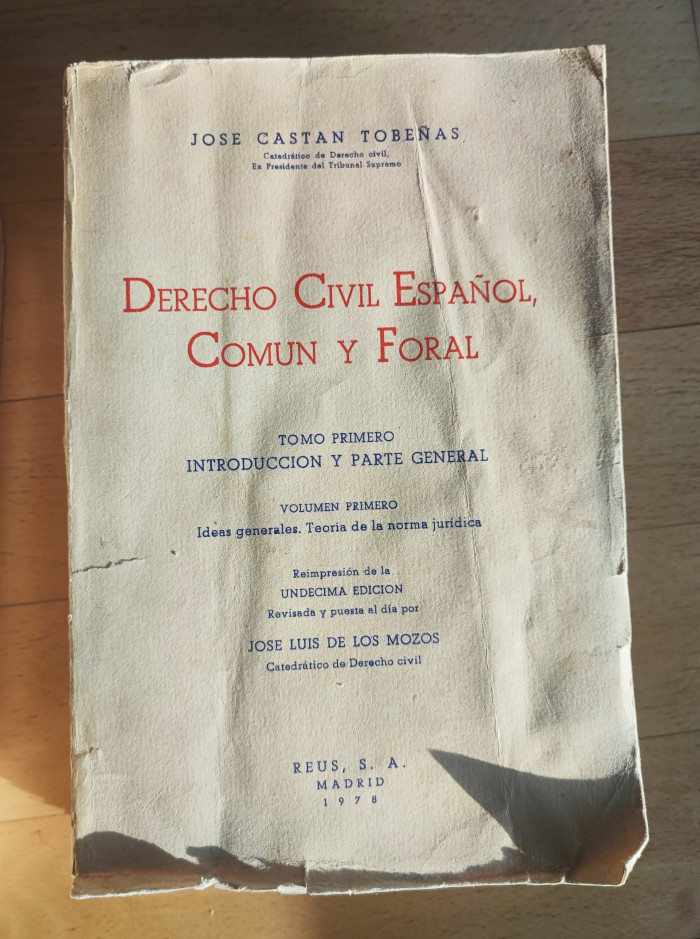 JOSE CASTAN TOBEÑAS
Catedrático de Derecho civil,
Ex Presidente del Tribunal Supremo
DERECHO CIVIL ESPAÑOL,
COMUN Y FORAL
TOMO PRIMERO
INTRODUCCION Y PARTE GENERAL
VOLUMEN PRIMERO
Ideas generales. Teoría de la norma jurídica
Reimpresión de la
UNDECIMA EDICION
Revisada y puesta al día por
JOSE LUIS DE LOS MOZOS
Catedrático de Derecho civil
REUS, S. A.
MADRID
1978